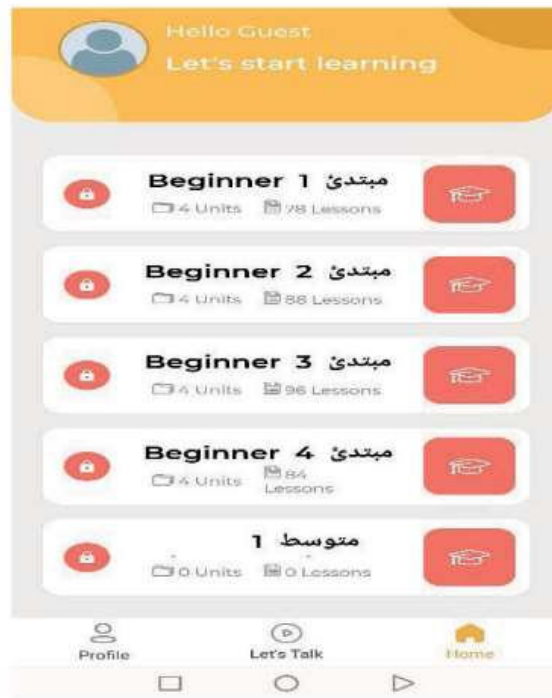 Hello Guest
Let's start learning
Beginner 1 مبتدئ
4 Units 78 Lessons
Beginner 2 مبتدئ
4 Units 88 Lessons
Beginner 3 مبتدئ
4 Units 96 Lessons
Beginner 4 مبتدئ
4 Units 84 Lessons
متوسط 1
0 Units 0 Lessons
Profile Let's Talk Home